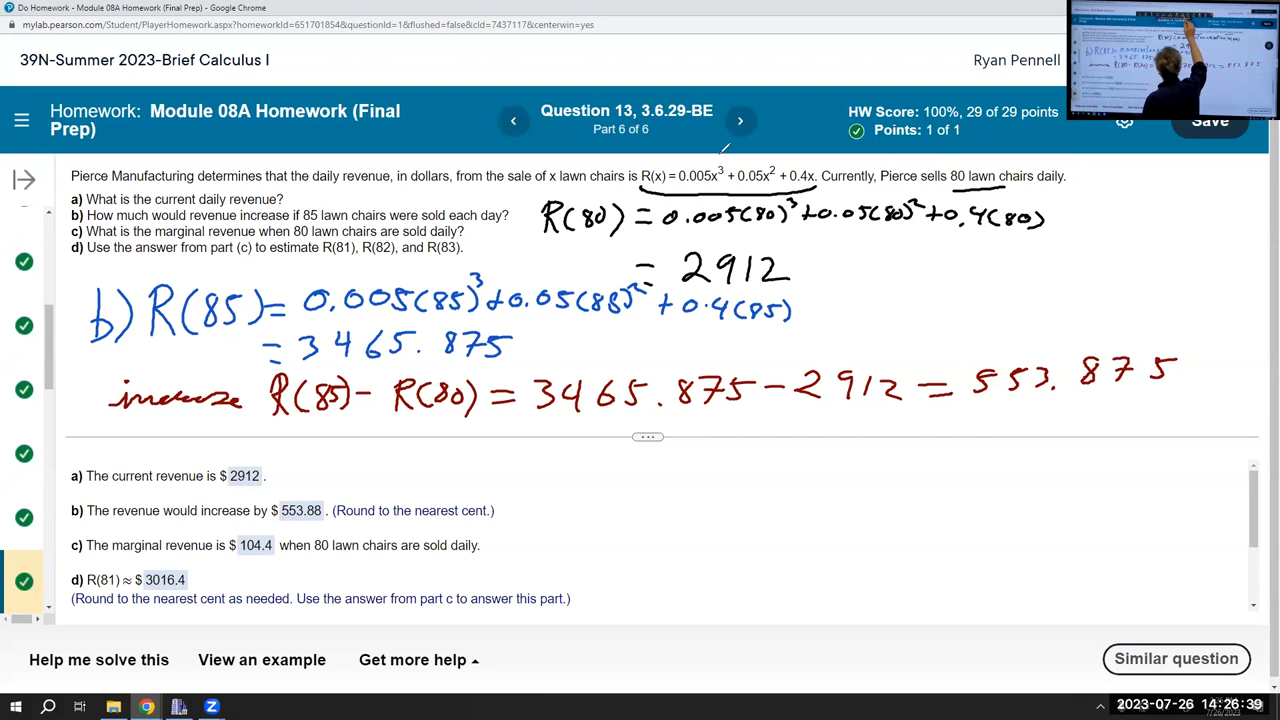 Do Homework - Module 08A Homework (Final Prep) - Google Chrome
mylab.pearson.com/Student/PlayerHomework.aspx?homeworkId=651701854&questionId=
39N-Summer 2023-Brief Calculus I
Ryan Pennell
Homework: Module 08A Homework (Final Prep)
Question 13, 3.6.29-BE
Part 6 of 6
HW Score: 100%, 29 of 29 points
Points: 1 of 1
Save
Pierce Manufacturing determines that the daily revenue, in dollars, from the sale of x lawn chairs is R(x) = 0.005x³ + 0.05x² + 0.4x. Currently, Pierce sells 80 lawn chairs daily.
a) What is the current daily revenue?
b) How much would revenue increase if 85 lawn chairs were sold each day?
c) What is the marginal revenue when 80 lawn chairs are sold daily?
d) Use the answer from part (c) to estimate R(81), R(82), and R(83).
R(80) = 0.005(80)³+0.05(80)²+0.4(80)
= 2912
b) R(85)= 0.005(85)³+0.05(85)² + 0.4(85)
= 3465.875
increase R(85)- R(80) = 3465.875-2912 = 553.875
a) The current revenue is $ 2912 .
b) The revenue would increase by $ 553.88 . (Round to the nearest cent.)
c) The marginal revenue is $ 104.4 when 80 lawn chairs are sold daily.
d) R(81) ≈ $ 3016.4
(Round to the nearest cent as needed. Use the answer from part c to answer this part.)
Help me solve this
View an example
Get more help
Similar question
2023-07-26 14:26:39